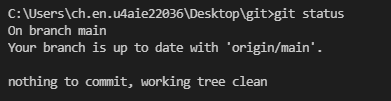 C:\Users\ch.en.u4aie22036\Desktop\git>git status
On branch main
Your branch is up to date with 'origin/main'.
nothing to commit, working tree clean